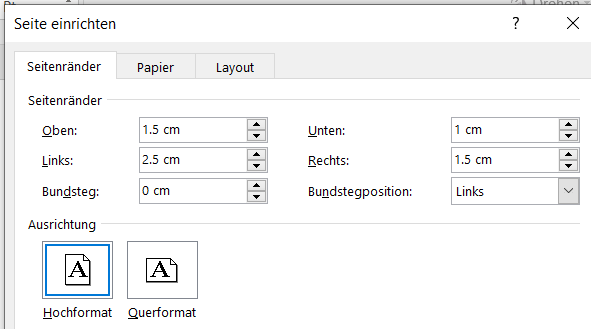 Drehen
Seite einrichten ? ×
Seitenränder Papier Layout
Seitenränder
Oben: 1.5 cm Unten: 1 cm
Links: 2.5 cm Rechts: 1.5 cm
Bundsteg: 0 cm Bundstegposition: Links
Ausrichtung
A A
Hochformat Querformat